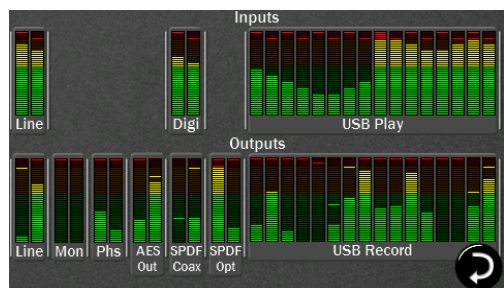 Inputs
Line Digi USB Play
Outputs
Line Mon Phs AES Out SPDF Coax SPDF Opt USB Record